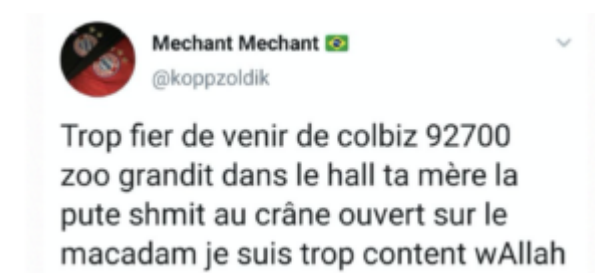 Mechant Mechant 🇧🇷
@koppzoldik
Trop fier de venir de colbiz 92700
zoo grandit dans le hall ta mère la
pute shmit au crâne ouvert sur le
macadam je suis trop content wAllah